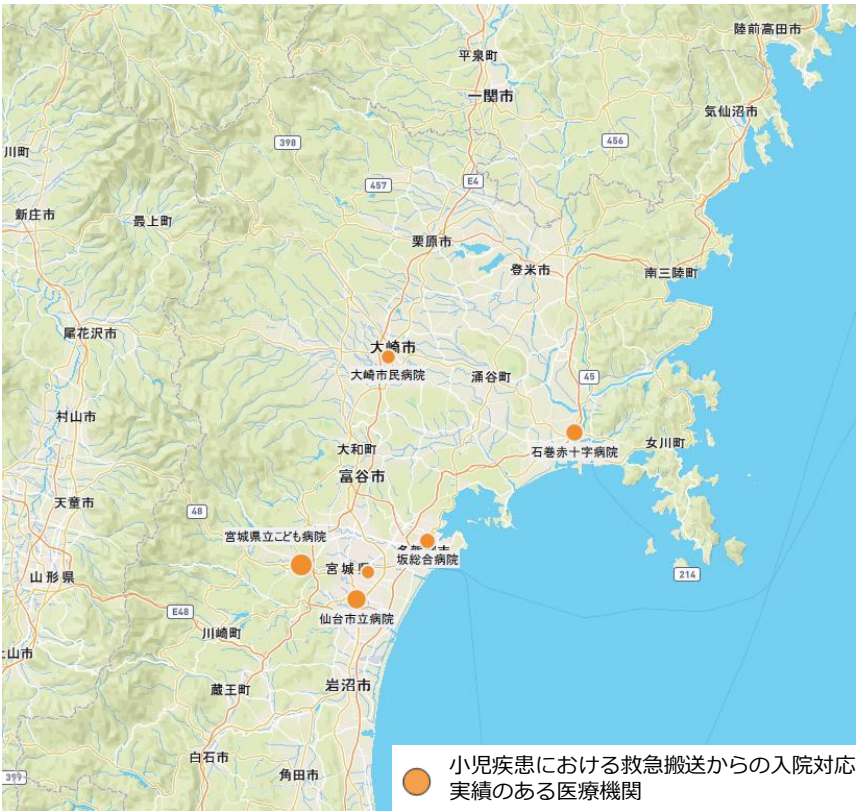 陸前高田市
平泉町
一関市
気仙沼市
川町
398
456
457
E4
新庄市
最上町
栗原市
登米市
南三陸町
尾花沢市
大崎市
大崎市民病院
涌谷町
45
村山市
石巻赤十字病院
女川町
大和町
富谷市
天童市
48
宮城県立こども病院
坂総合病院
宮城県
山形県
214
E48
仙台市立病院
川崎町
山市
岩沼市
蔵王町
白石市
角田市
399
小児疾患における救急搬送からの入院対応
実績のある医療機関